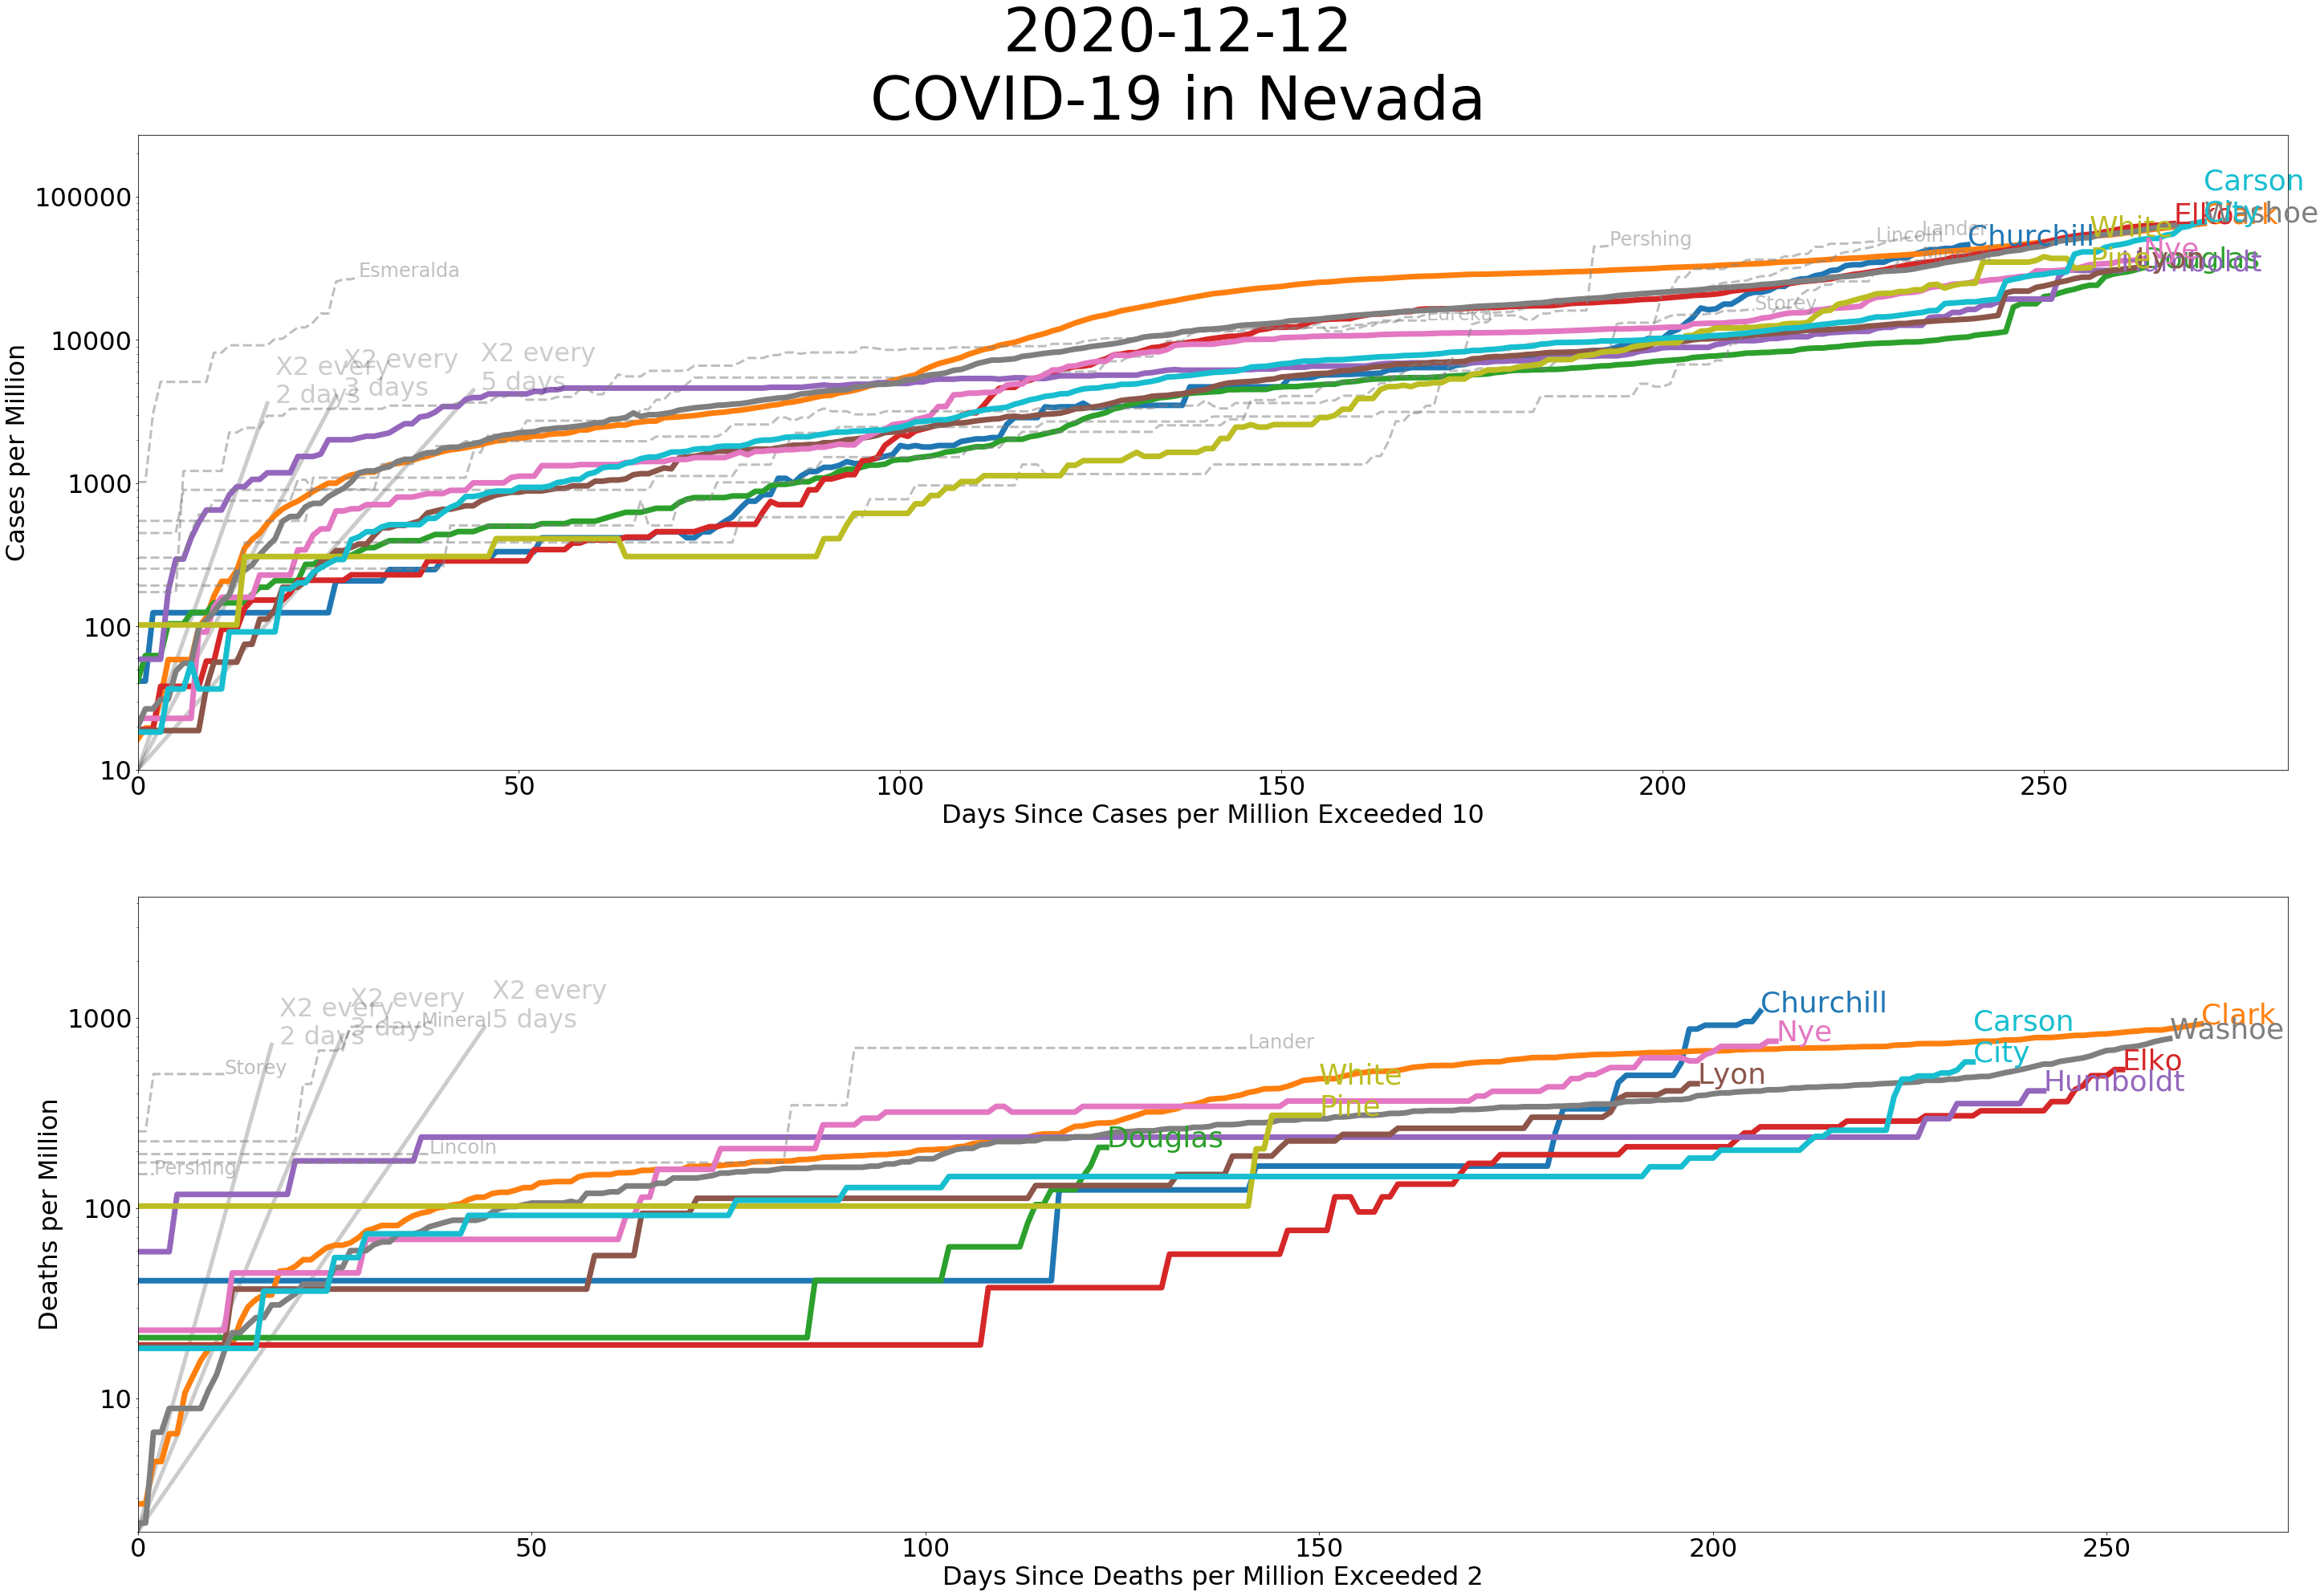 2020-12-12
COVID-19 in Nevada
Cases per Million
100000
10000
1000
100
10
Carson
City
Elko
Clark
Washoe
White
Pine
Churchill
Lander
Lincoln
Pershing
Nye
Lyon
Douglas
Humboldt
Esmeralda
Storey
Eureka
X2 every
2 days
X2 every
3 days
X2 every
5 days
0
50
100
150
200
250
Days Since Cases per Million Exceeded 10
Deaths per Million
1000
100
10
X2 every
2 days
X2 every
3 days
X2 every
5 days
Mineral
Storey
Lincoln
Pershing
Lander
White
Pine
Douglas
Churchill
Nye
Lyon
Carson
City
Clark
Washoe
Elko
Humboldt
0
50
100
150
200
250
Days Since Deaths per Million Exceeded 2